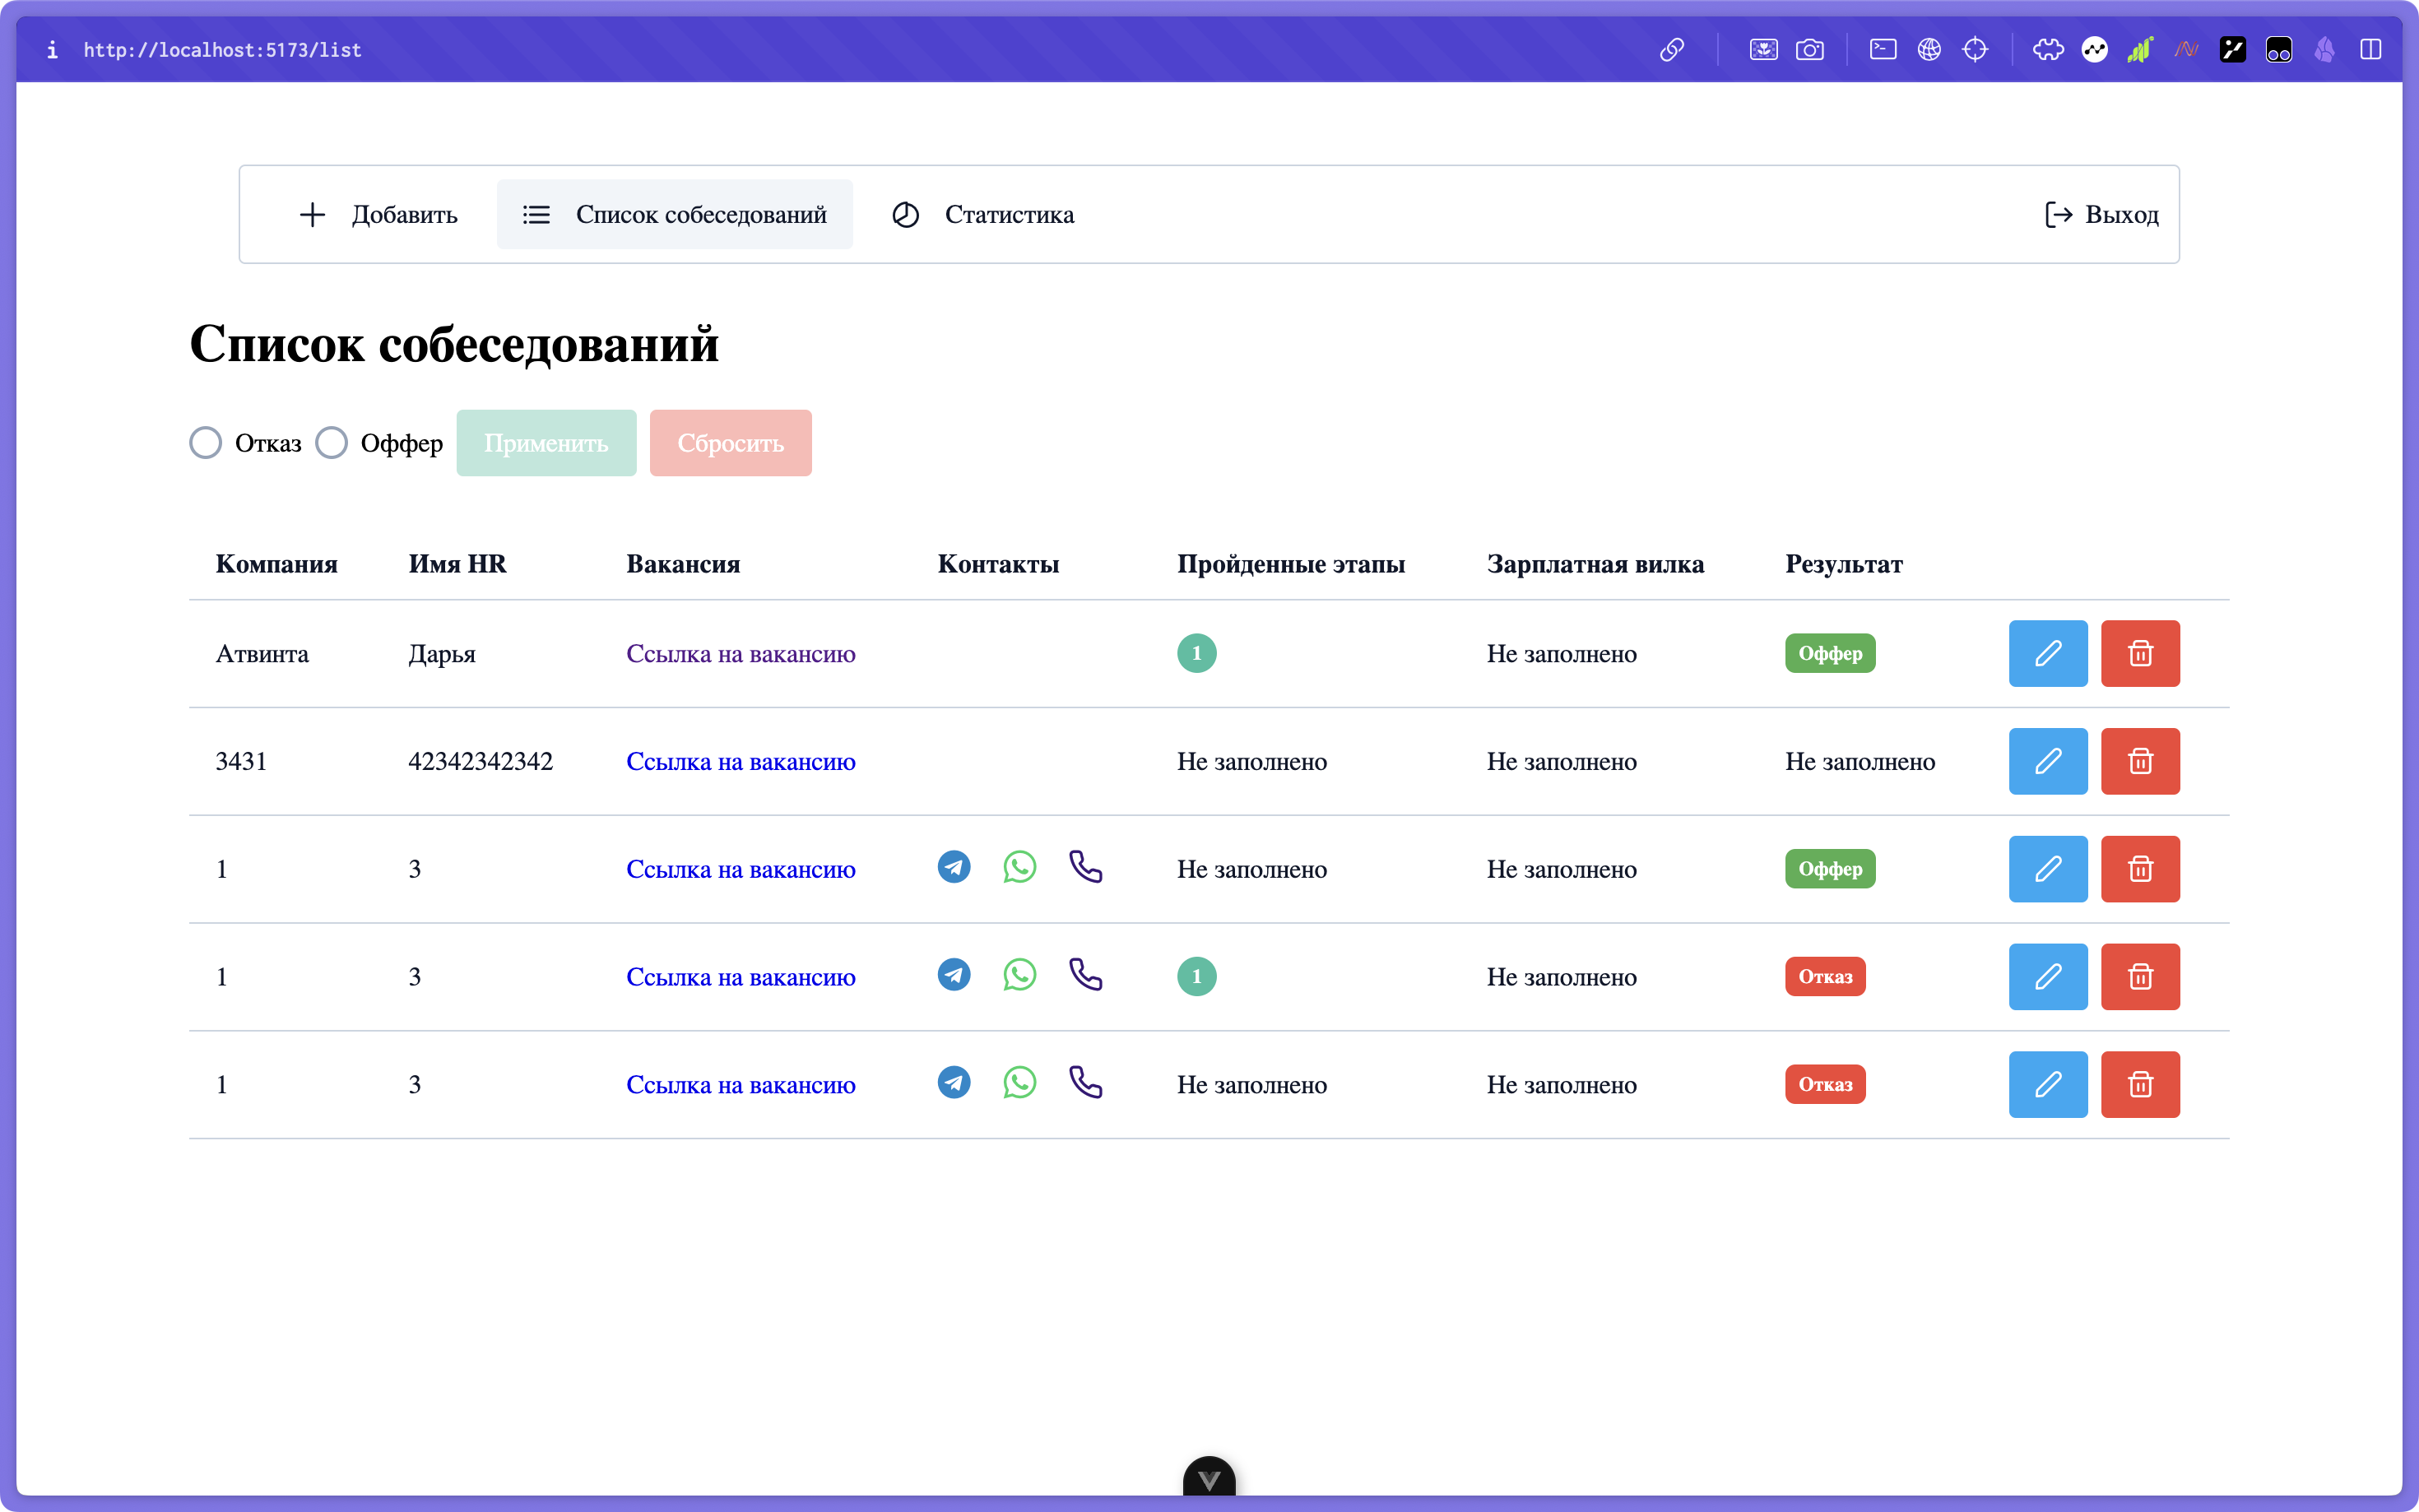 http://localhost:5173/list
Добавить Список собеседований Статистика Выход
Список собеседований
Отказ Оффер Применить Сбросить
Компания Имя HR Вакансия Контакты Пройденные этапы Зарплатная вилка Результат
Атвинта Дарья Ссылка на вакансию 1 Не заполнено Оффер
3431 42342342342 Ссылка на вакансию Не заполнено Не заполнено Не заполнено
1 3 Ссылка на вакансию Не заполнено Не заполнено Оффер
1 3 Ссылка на вакансию 1 Не заполнено Отказ
1 3 Ссылка на вакансию Не заполнено Не заполнено Отказ